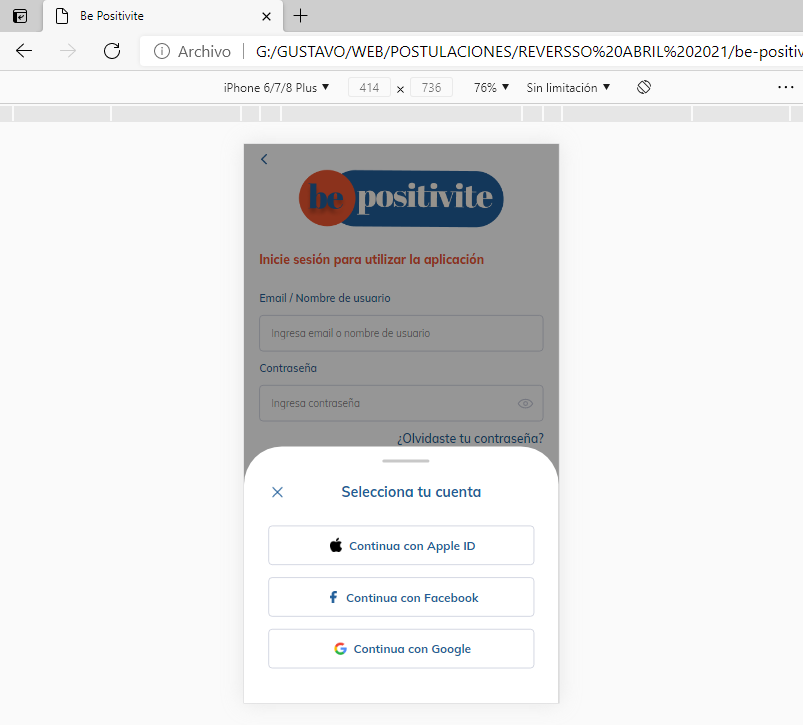 Be Positivite
Archivo
G:/GUSTAVO/WEB/POSTULACIONES/REVERSSO%20ABRIL%202021/be-positiv
iPhone 6/7/8 Plus 414 × 736 76% Sin limitación
be positivite
Inicie sesión para utilizar la aplicación
Email / Nombre de usuario
Ingresa email o nombre de usuario
Contraseña
Ingresa contraseña
¿Olvidaste tu contraseña?
Selecciona tu cuenta
Continua con Apple ID
Continua con Facebook
Continua con Google